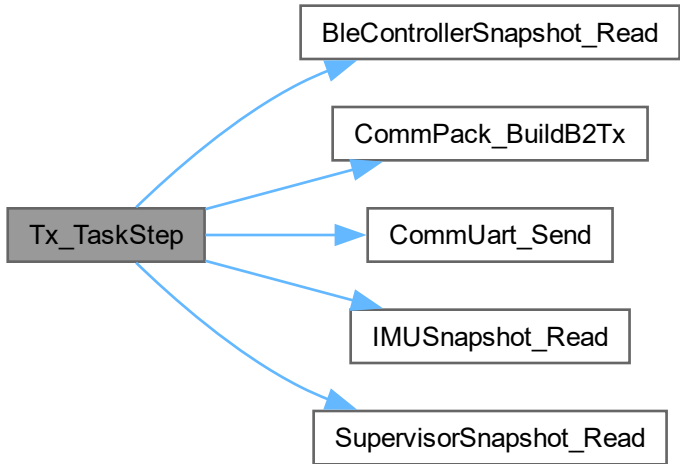 BleControllerSnapshot_Read
CommPack_BuildB2Tx
Tx_TaskStep
CommUart_Send
IMUSnapshot_Read
SupervisorSnapshot_Read